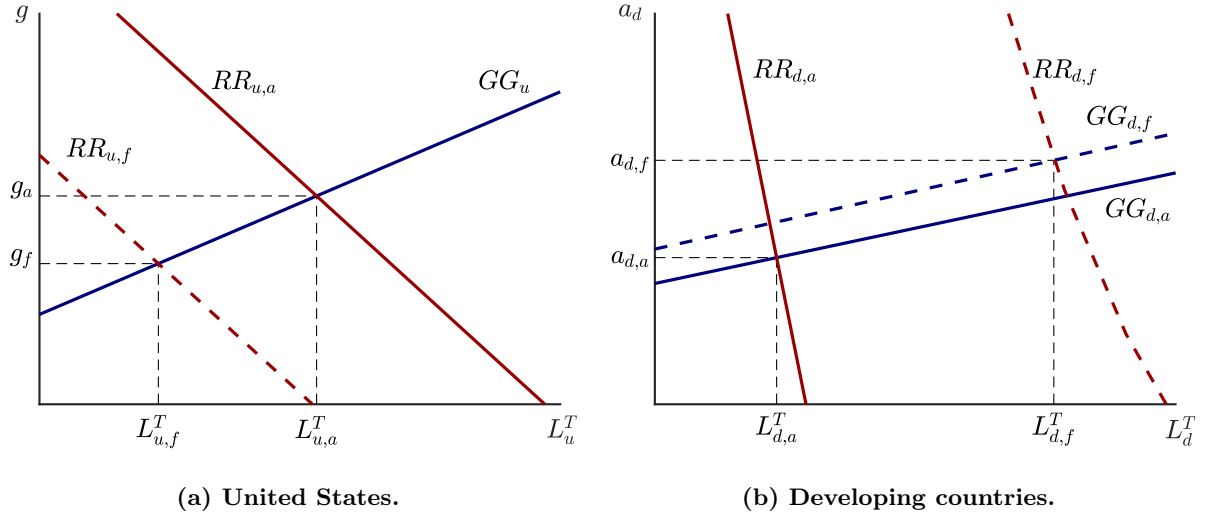 g
RR_{u,a}
GG_u
RR_{u,f}
g_a
g_f
L^T_{u,f}
L^T_{u,a}
L^T_u
(a) United States.
a_d
RR_{d,a}
RR_{d,f}
GG_{d,f}
a_{d,f}
GG_{d,a}
a_{d,a}
L^T_{d,a}
L^T_{d,f}
L^T_d
(b) Developing countries.